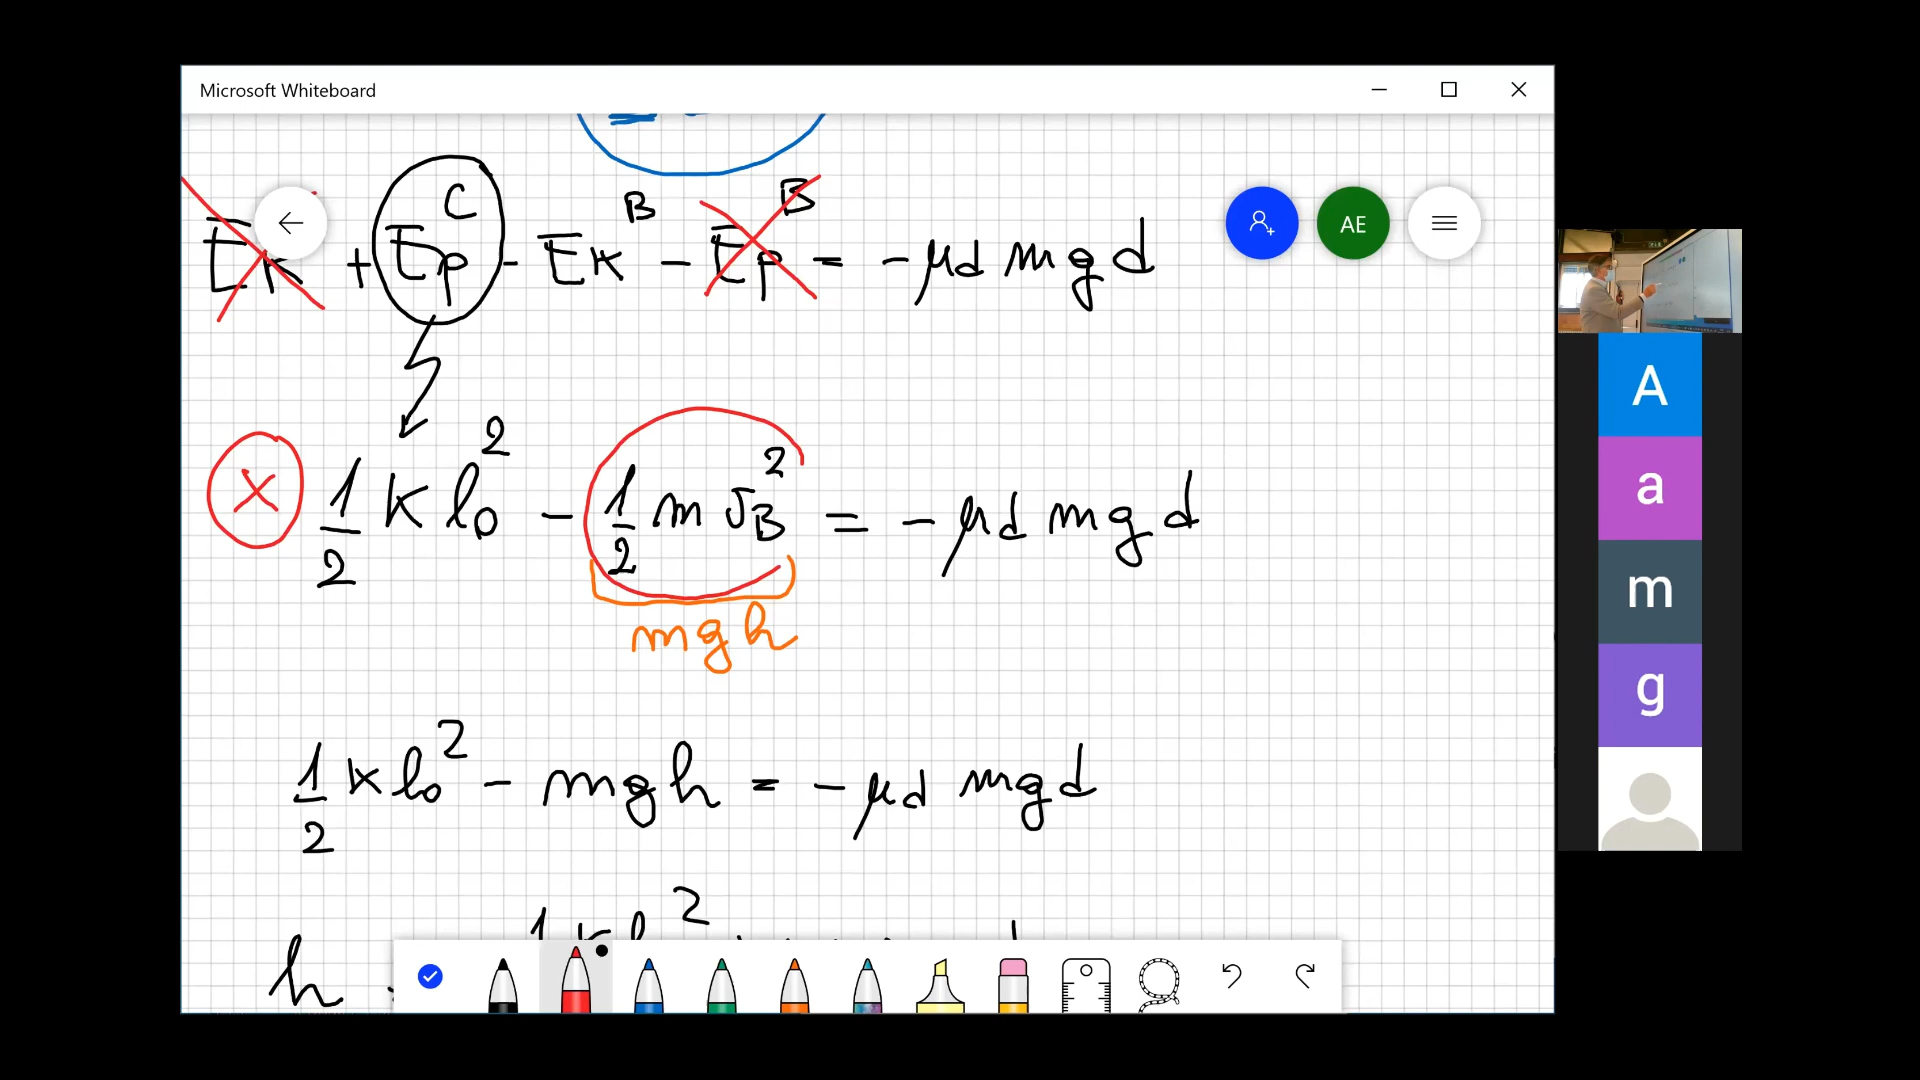 Microsoft Whiteboard
Ek + Ep^C - Ek^B - Ep^B = -μd mgd
AE
A
a
X 1/2 k l0^2 - 1/2 m vB^2 = -μd mgd
m
mgh
g
1/2 k l0^2 - mgh = -μd mgd
h